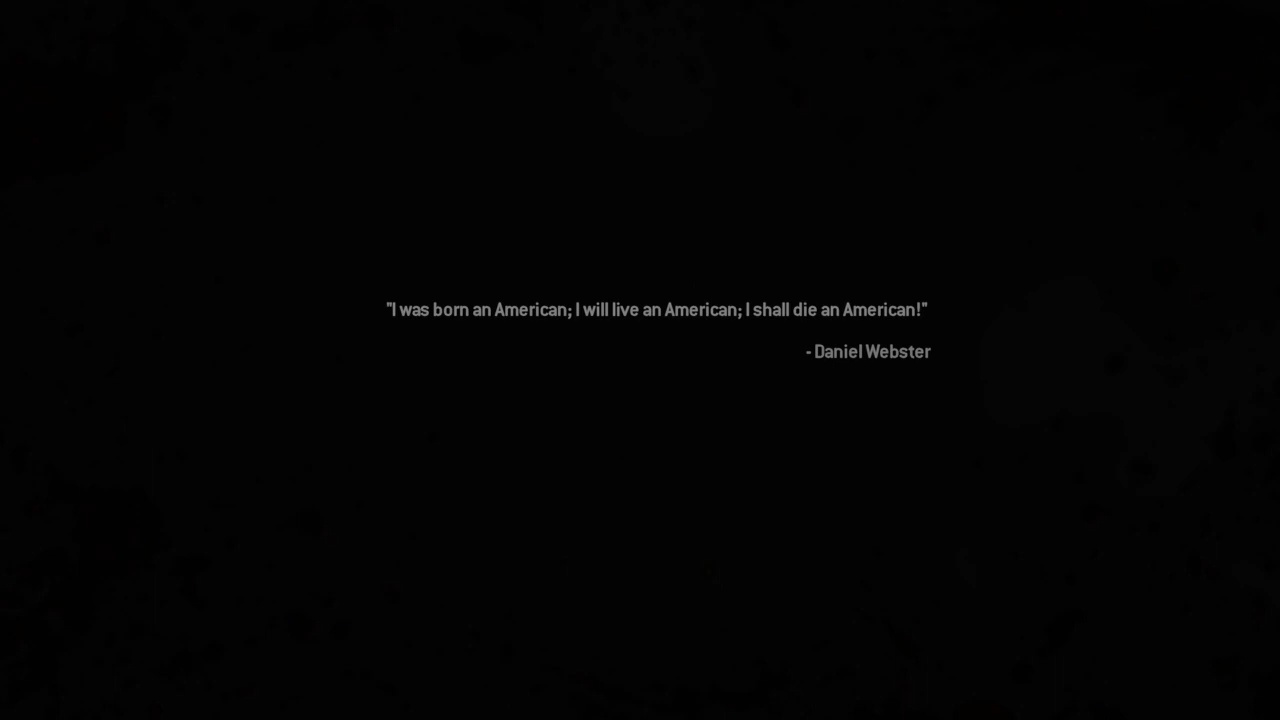 "I was born an American; I will live an American; I shall die an American!"
- Daniel Webster